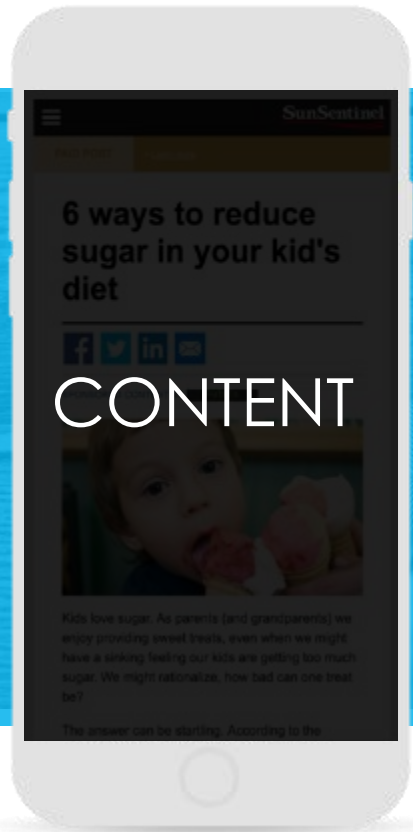 SunSentinel
6 ways to reduce
sugar in your kid's
diet
f in
CONTENT
Kids love sugar. As parents (and grandparents) we
enjoy providing sweet treats, even when we might
have a sinking feeling our kids are getting too much
sugar. We might rationalize, how bad can one treat
be?
The answer can be startling. According to the